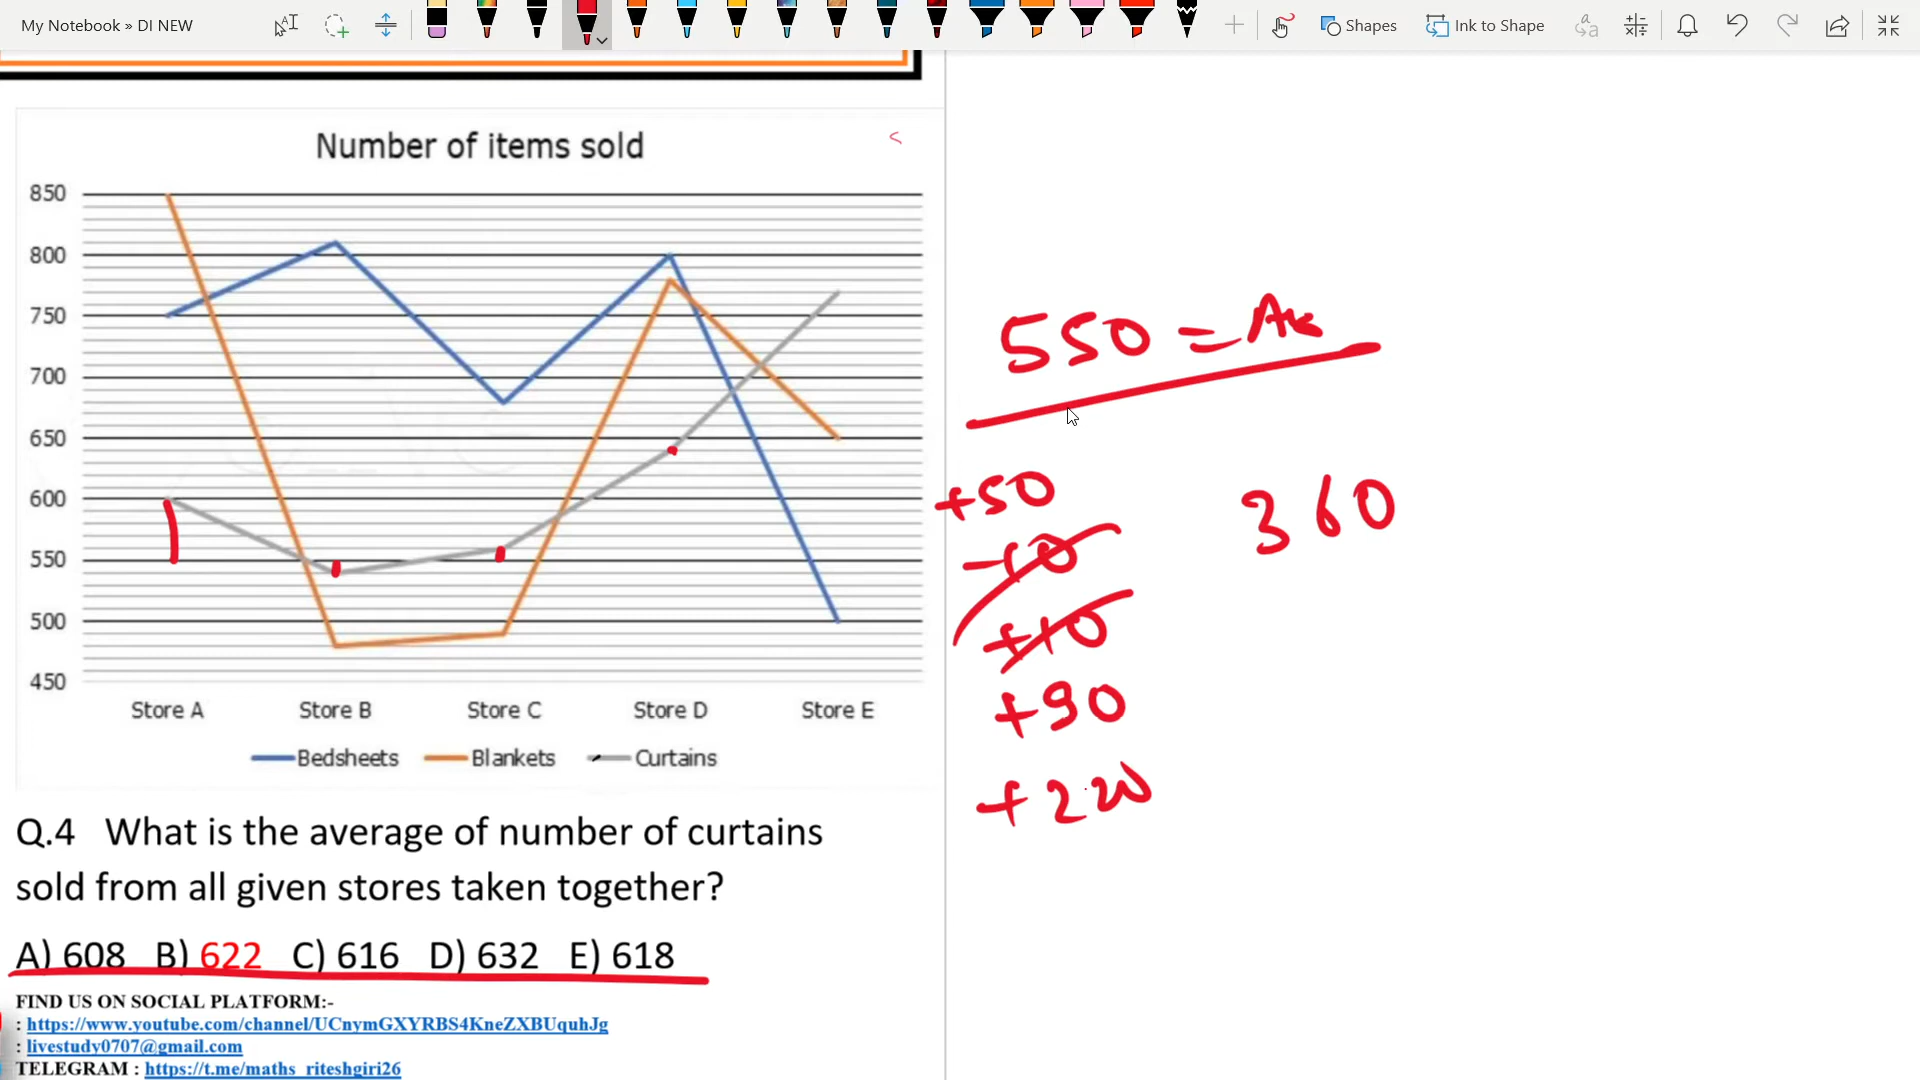 My Notebook » DI NEW
Shapes
Ink to Shape
Number of items sold
850
800
750
700
650
600
550
500
450
Store A Store B Store C Store D Store E
Bedsheets Blankets Curtains
Q.4 What is the average of number of curtains
sold from all given stores taken together?
A) 608 B) 622 C) 616 D) 632 E) 618
FIND US ON SOCIAL PLATFORM:-
: https://www.youtube.com/channel/UCnymGXYRBS4KneZXBUquhJg
: livestudy0707@gmail.com
TELEGRAM : https://t.me/maths_riteshgiri26
550 =
+50
-10
+10
+90
+220
360